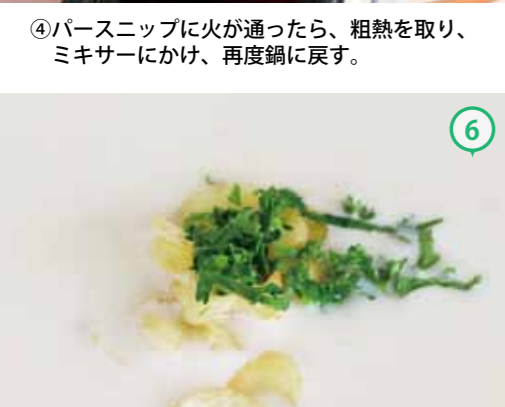 ④パースニップに火が通ったら、粗熱を取り、
ミキサーにかけ、再度鍋に戻す。
6